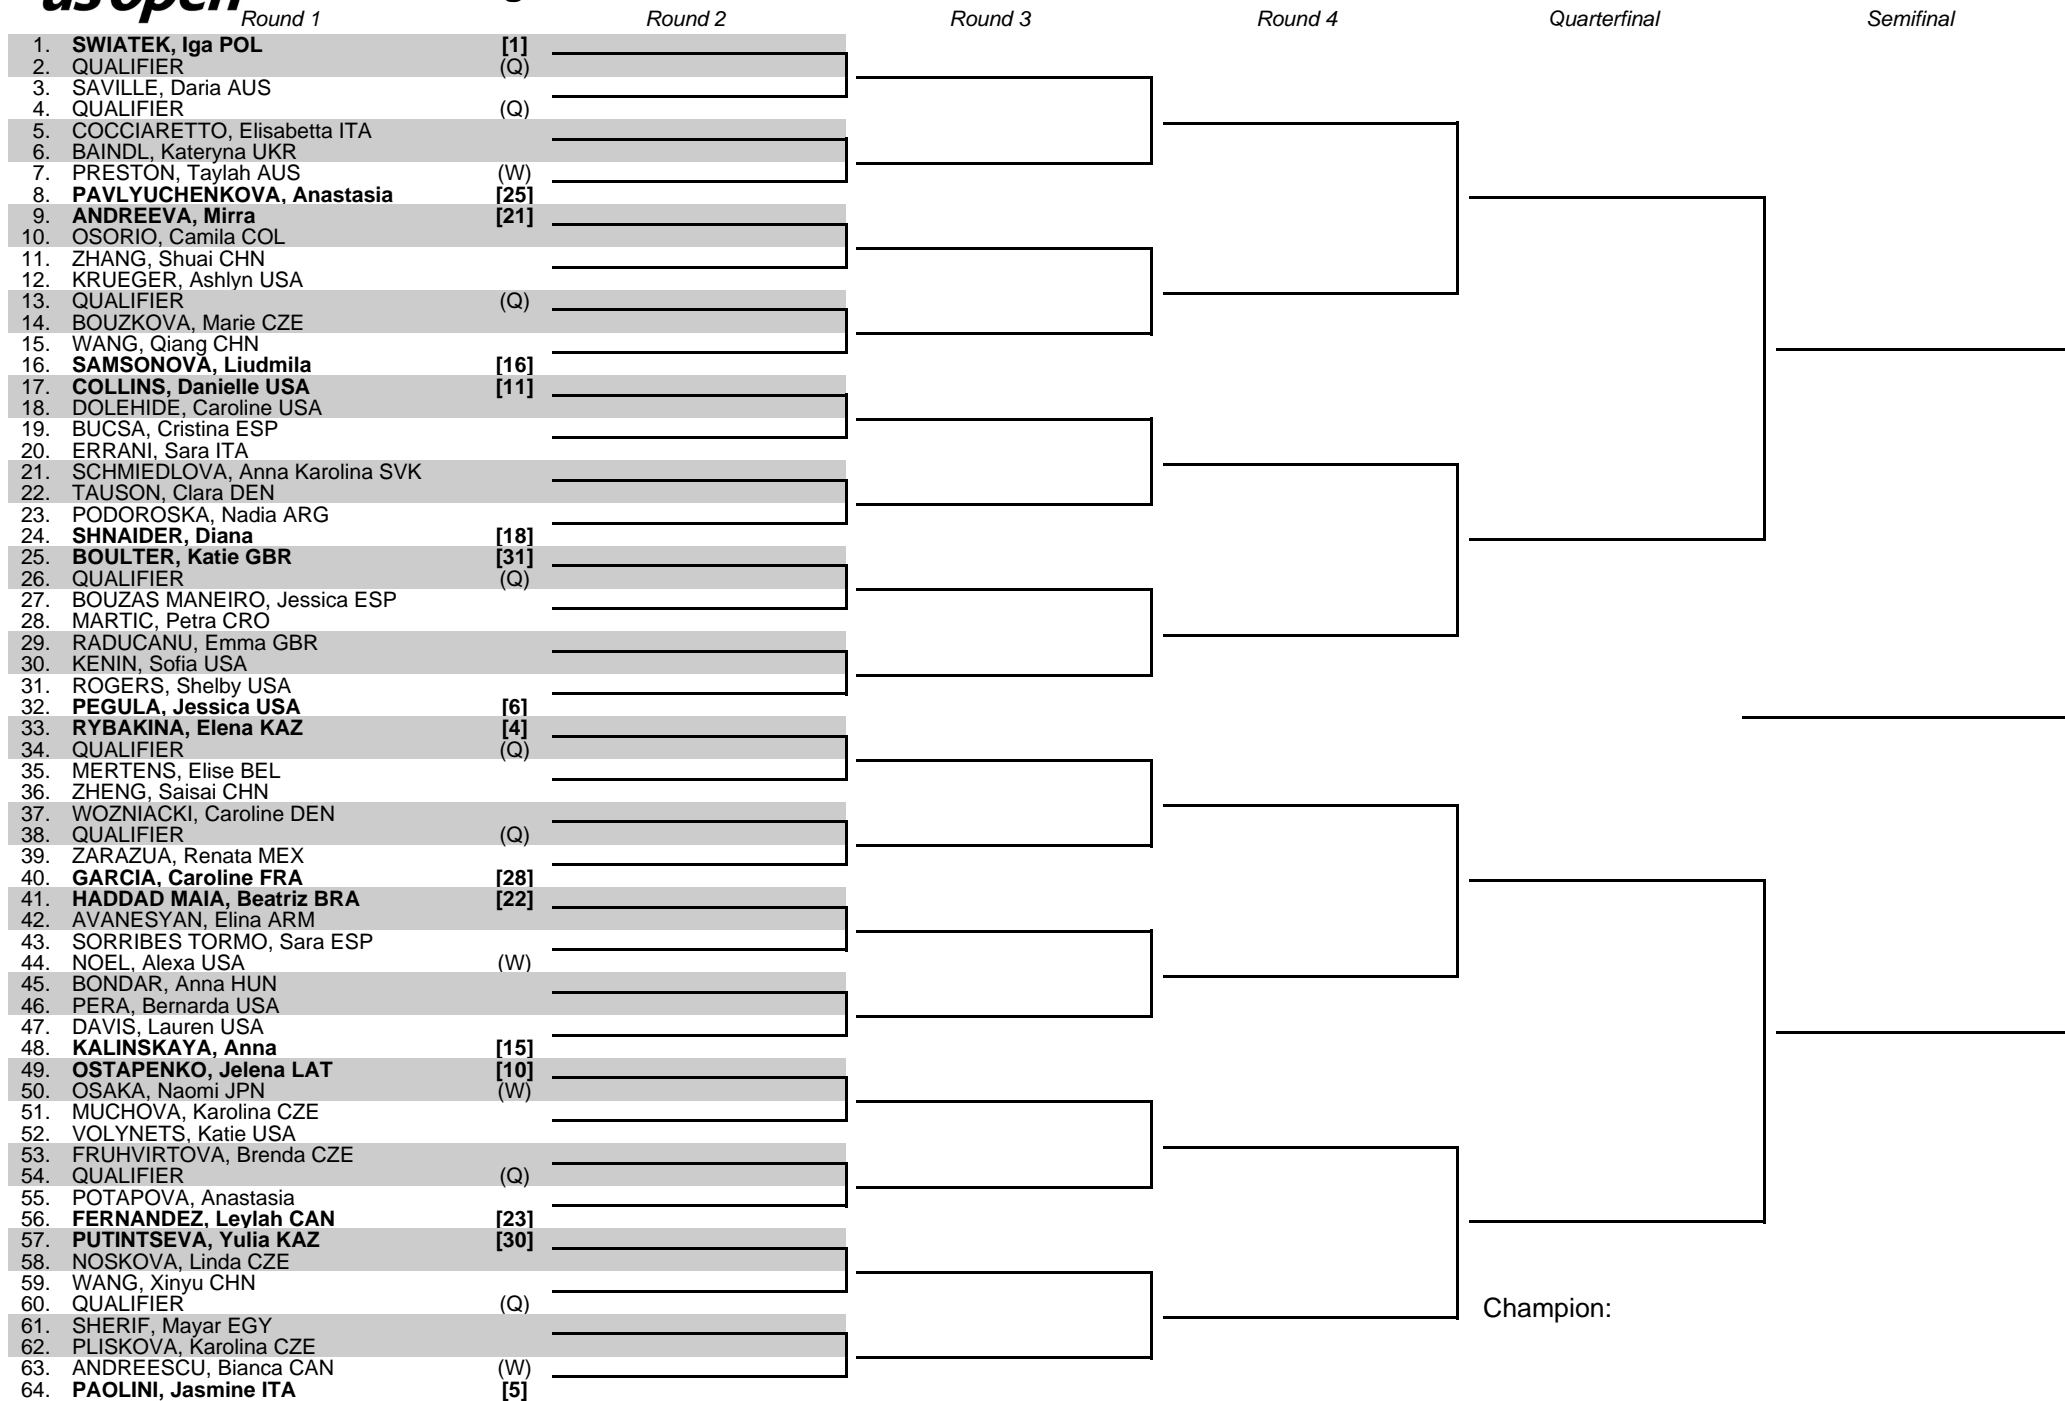 us open
Round 1 Round 2 Round 3 Round 4 Quarterfinal Semifinal
1. SWIATEK, Iga POL [1]
2. QUALIFIER (Q)
3. SAVILLE, Daria AUS
4. QUALIFIER (Q)
5. COCCIARETTO, Elisabetta ITA
6. BAINDL, Kateryna UKR
7. PRESTON, Taylah AUS (W)
8. PAVLYUCHENKOVA, Anastasia [25]
9. ANDREEVA, Mirra [21]
10. OSORIO, Camila COL
11. ZHANG, Shuai CHN
12. KRUEGER, Ashlyn USA
13. QUALIFIER (Q)
14. BOUZKOVA, Marie CZE
15. WANG, Qiang CHN
16. SAMSONOVA, Liudmila [16]
17. COLLINS, Danielle USA [11]
18. DOLEHIDE, Caroline USA
19. BUCSA, Cristina ESP
20. ERRANI, Sara ITA
21. SCHMIEDLOVA, Anna Karolina SVK
22. TAUSON, Clara DEN
23. PODOROSKA, Nadia ARG
24. SHNAIDER, Diana [18]
25. BOULTER, Katie GBR [31]
26. QUALIFIER (Q)
27. BOUZAS MANEIRO, Jessica ESP
28. MARTIC, Petra CRO
29. RADUCANU, Emma GBR
30. KENIN, Sofia USA
31. ROGERS, Shelby USA
32. PEGULA, Jessica USA [6]
33. RYBAKINA, Elena KAZ [4]
34. QUALIFIER (Q)
35. MERTENS, Elise BEL
36. ZHENG, Saisai CHN
37. WOZNIACKI, Caroline DEN
38. QUALIFIER (Q)
39. ZARAZUA, Renata MEX
40. GARCIA, Caroline FRA [28]
41. HADDAD MAIA, Beatriz BRA [22]
42. AVANESYAN, Elina ARM
43. SORRIBES TORMO, Sara ESP
44. NOEL, Alexa USA (W)
45. BONDAR, Anna HUN
46. PERA, Bernarda USA
47. DAVIS, Lauren USA
48. KALINSKAYA, Anna [15]
49. OSTAPENKO, Jelena LAT [10]
50. OSAKA, Naomi JPN (W)
51. MUCHOVA, Karolina CZE
52. VOLYNETS, Katie USA
53. FRUHVIRTOVA, Brenda CZE
54. QUALIFIER (Q)
55. POTAPOVA, Anastasia
56. FERNANDEZ, Leylah CAN [23]
57. PUTINTSEVA, Yulia KAZ [30]
58. NOSKOVA, Linda CZE
59. WANG, Xinyu CHN
60. QUALIFIER (Q)
Champion:
61. SHERIF, Mayar EGY
62. PLISKOVA, Karolina CZE
63. ANDREESCU, Bianca CAN (W)
64. PAOLINI, Jasmine ITA [5]